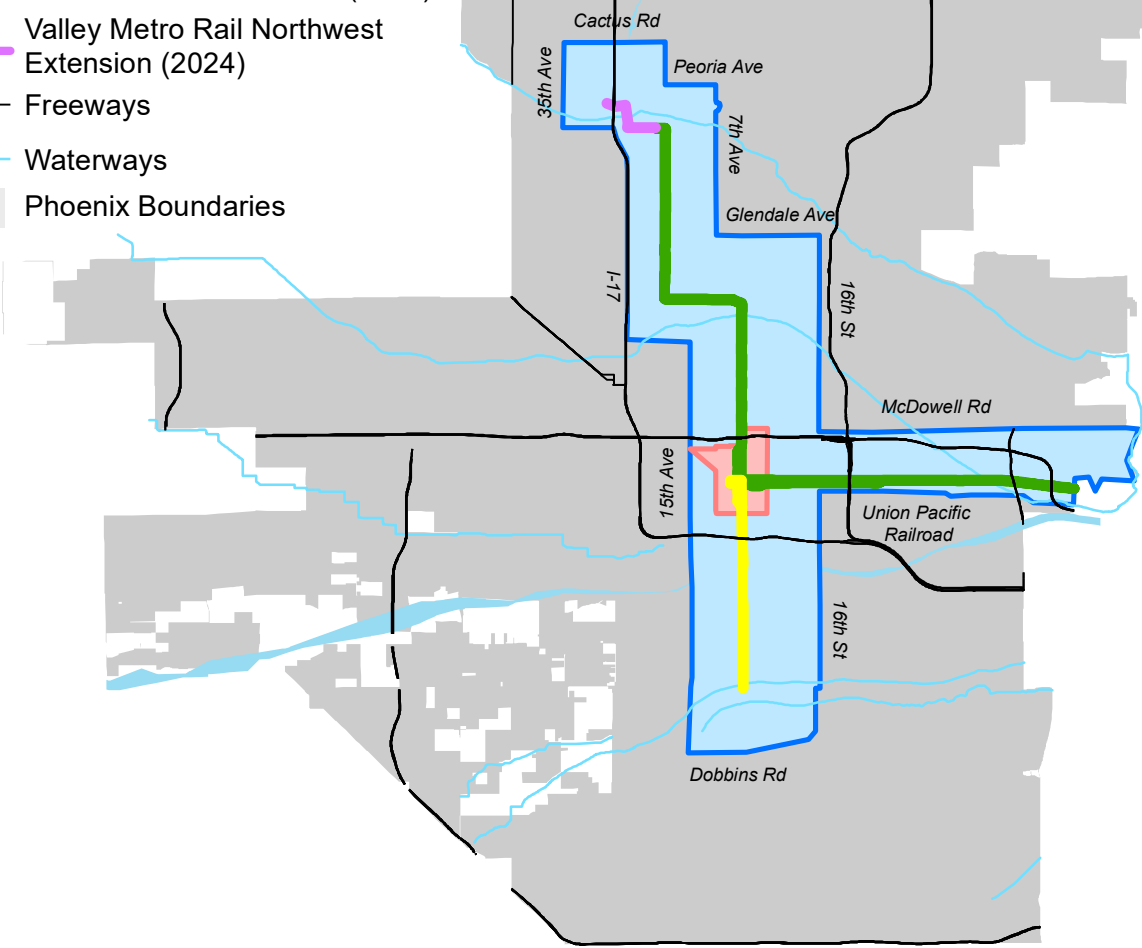 Valley Metro Rail Northwest
Extension (2024)
Freeways
Waterways
Phoenix Boundaries
Cactus Rd
35th Ave
Peoria Ave
7th Ave
Glendale Ave
I-17
16th St
McDowell Rd
15th Ave
Union Pacific
Railroad
16th St
Dobbins Rd